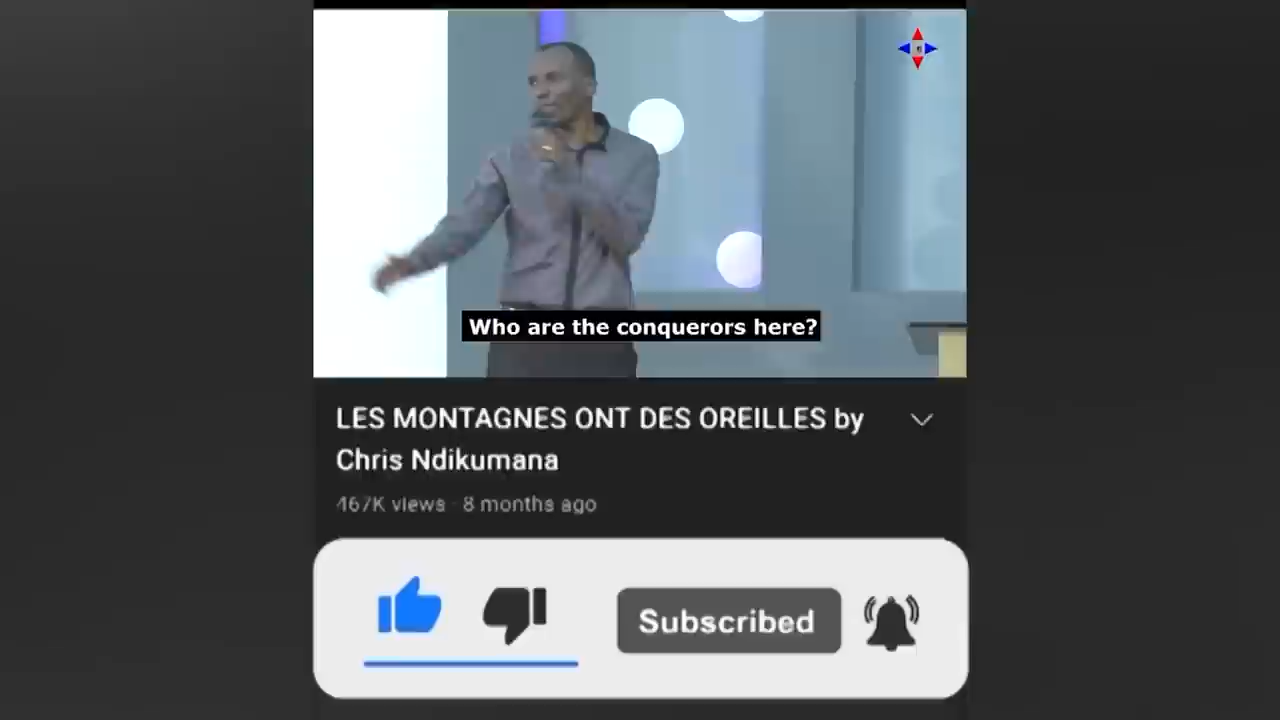 Who are the conquerors here?
LES MONTAGNES ONT DES OREILLES by
Chris Ndikumana
467K views · 8 months ago
Subscribed